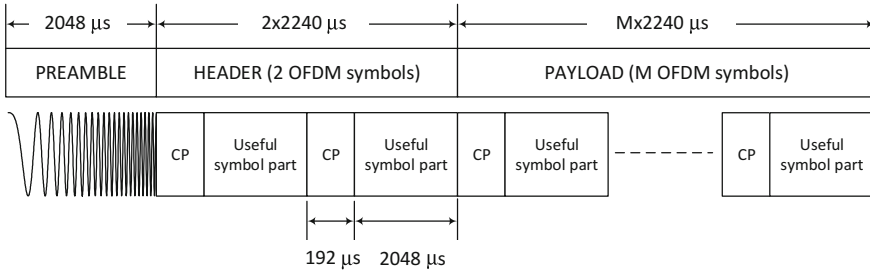 2048 μs
2x2240 μs
Mx2240 μs
PREAMBLE
HEADER (2 OFDM symbols)
PAYLOAD (M OFDM symbols)
CP
Useful
symbol part
CP
Useful
symbol part
CP
Useful
symbol part
CP
Useful
symbol part
192 μs
2048 μs